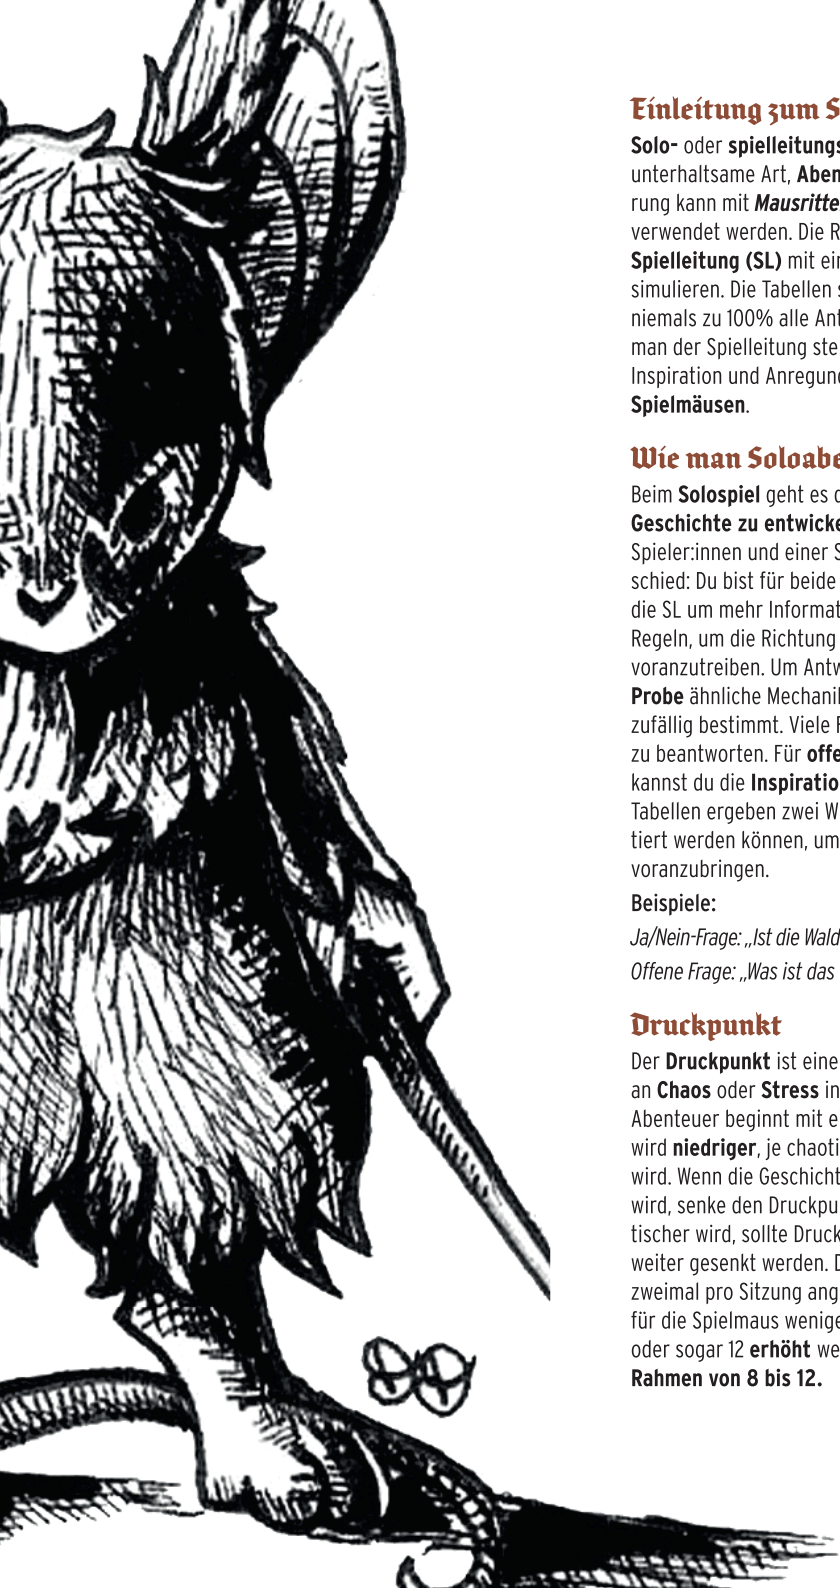 Einleitung zum S
Solo- oder spielleitungs
unterhaltsame Art, Aben
rung kann mit Mausritte
verwendet werden. Die R
Spielleitung (SL) mit ein
simulieren. Die Tabellen s
niemals zu 100% alle Ant
man der Spielleitung ste
Inspiration und Anregung
Spielmäusen.
Wie man Soloabe
Beim Solospiel geht es d
Geschichte zu entwicke
Spieler:innen und einer S
schied: Du bist für beide
die SL um mehr Informat
Regeln, um die Richtung
voranzutreiben. Um Antw
Probe ähnliche Mechanik
zufällig bestimmt. Viele F
zu beantworten. Für offe
kannst du die Inspiratio
Tabellen ergeben zwei W
tiert werden können, um
voranzubringen.
Beispiele:
Ja/Nein-Frage: „Ist die Wald
Offene Frage: „Was ist das
Druckpunkt
Der Druckpunkt ist eine
an Chaos oder Stress in
Abenteuer beginnt mit e
wird niedriger, je chaoti
wird. Wenn die Geschicht
wird, senke den Druckpu
tischer wird, sollte Druck
weiter gesenkt werden. D
zweimal pro Sitzung ang
für die Spielmaus wenige
oder sogar 12 erhöht we
Rahmen von 8 bis 12.